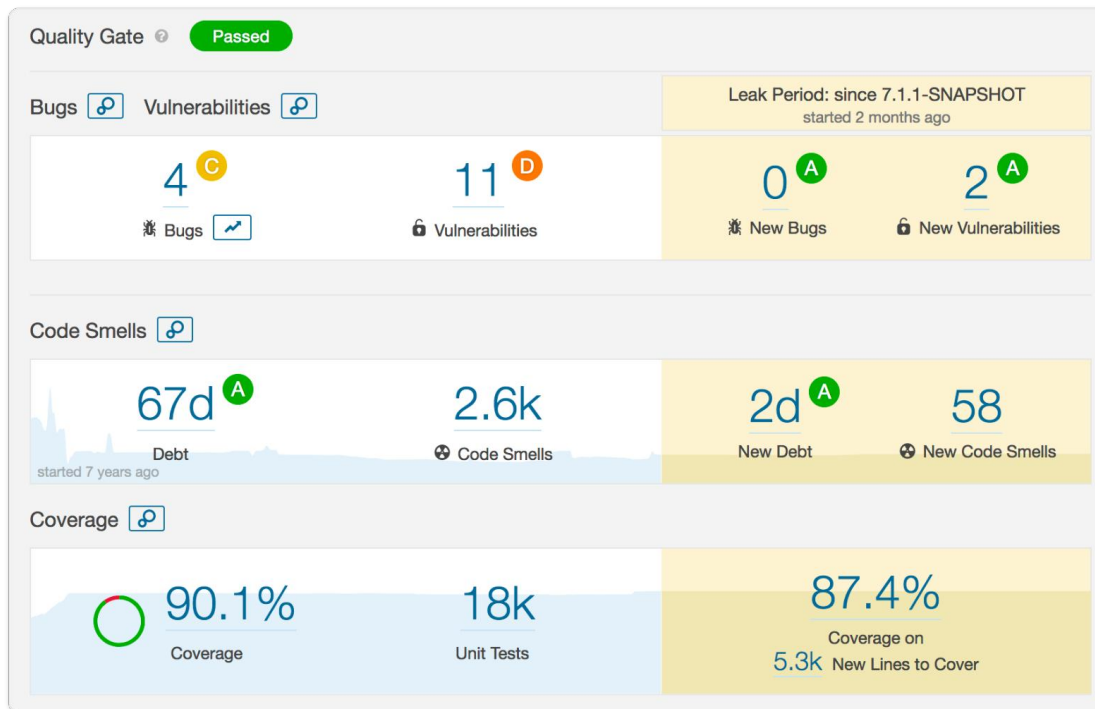 Quality Gate ? Passed
Bugs Vulnerabilities
Leak Period: since 7.1.1-SNAPSHOT
started 2 months ago
4 C 11 D 0 A 2 A
Bugs Vulnerabilities New Bugs New Vulnerabilities
Code Smells
67d A 2.6k 2d A 58
Debt Code Smells New Debt New Code Smells
started 7 years ago
Coverage
90.1% 18k 87.4%
Coverage Unit Tests Coverage on
5.3k New Lines to Cover